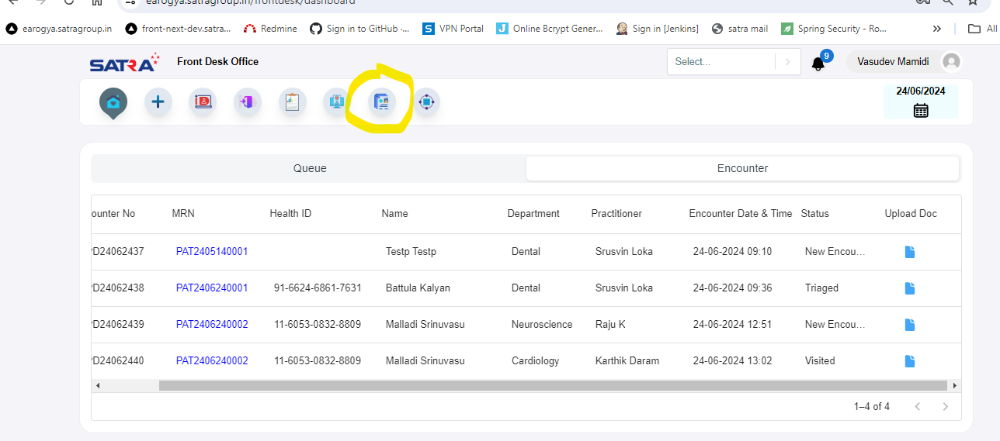 earogya.satragroup.in/frontdesk/dashboard
earogya.satragroup.in front-next-dev.satra... Redmine Sign in to GitHub ·... S VPN Portal J Online Bcrypt Gener... Sign in [Jenkins] satra mail Spring Security - Ro... » All
SATRA Front Desk Office Select... 9 Vasudev Mamidi
24/06/2024
Queue Encounter
ounter No MRN Health ID Name Department Practitioner Encounter Date & Time Status Upload Doc
PD24062437 PAT2405140001 Testp Testp Dental Srusvin Loka 24-06-2024 09:10 New Encou...
PD24062438 PAT2406240001 91-6624-6861-7631 Battula Kalyan Dental Srusvin Loka 24-06-2024 09:36 Triaged
PD24062439 PAT2406240002 11-6053-0832-8809 Malladi Srinuvasu Neuroscience Raju K 24-06-2024 12:51 New Encou...
PD24062440 PAT2406240002 11-6053-0832-8809 Malladi Srinuvasu Cardiology Karthik Daram 24-06-2024 13:02 Visited
1–4 of 4